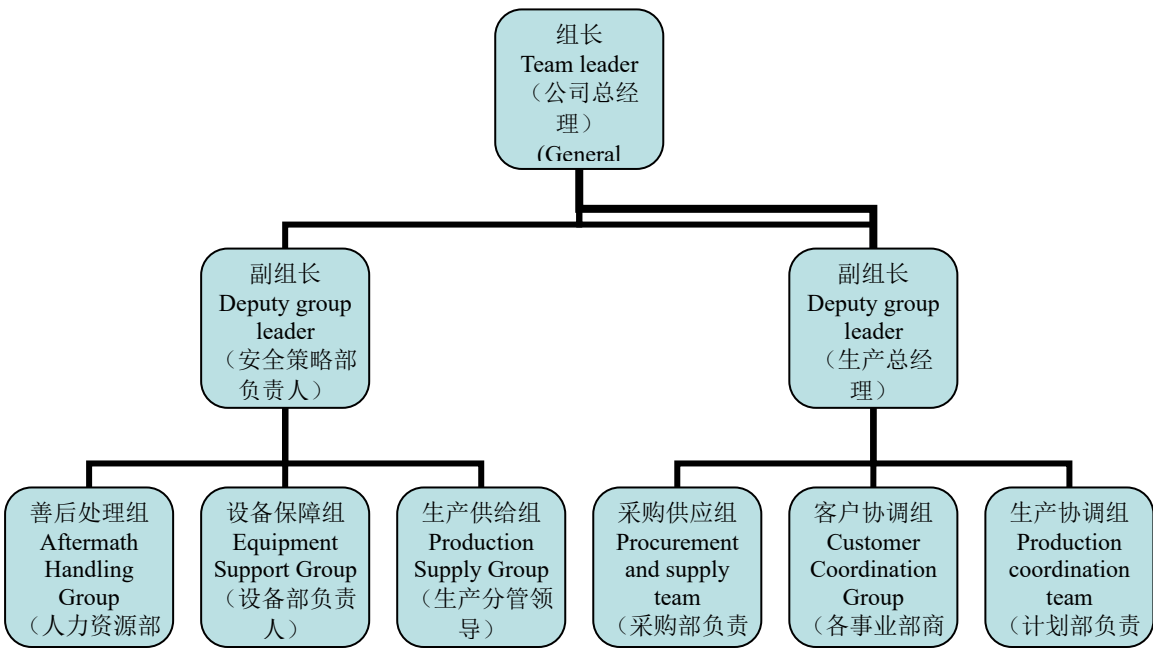 组长
Team leader
（公司总经
理）
(General
副组长
Deputy group
leader
（安全策略部
负责人）
副组长
Deputy group
leader
（生产总经
理）
善后处理组
Aftermath
Handling
Group
（人力资源部
设备保障组
Equipment
Support Group
（设备部负责
人）
生产供给组
Production
Supply Group
（生产分管领
导）
采购供应组
Procurement
and supply
team
（采购部负责
客户协调组
Customer
Coordination
Group
（各事业部商
生产协调组
Production
coordination
team
（计划部负责